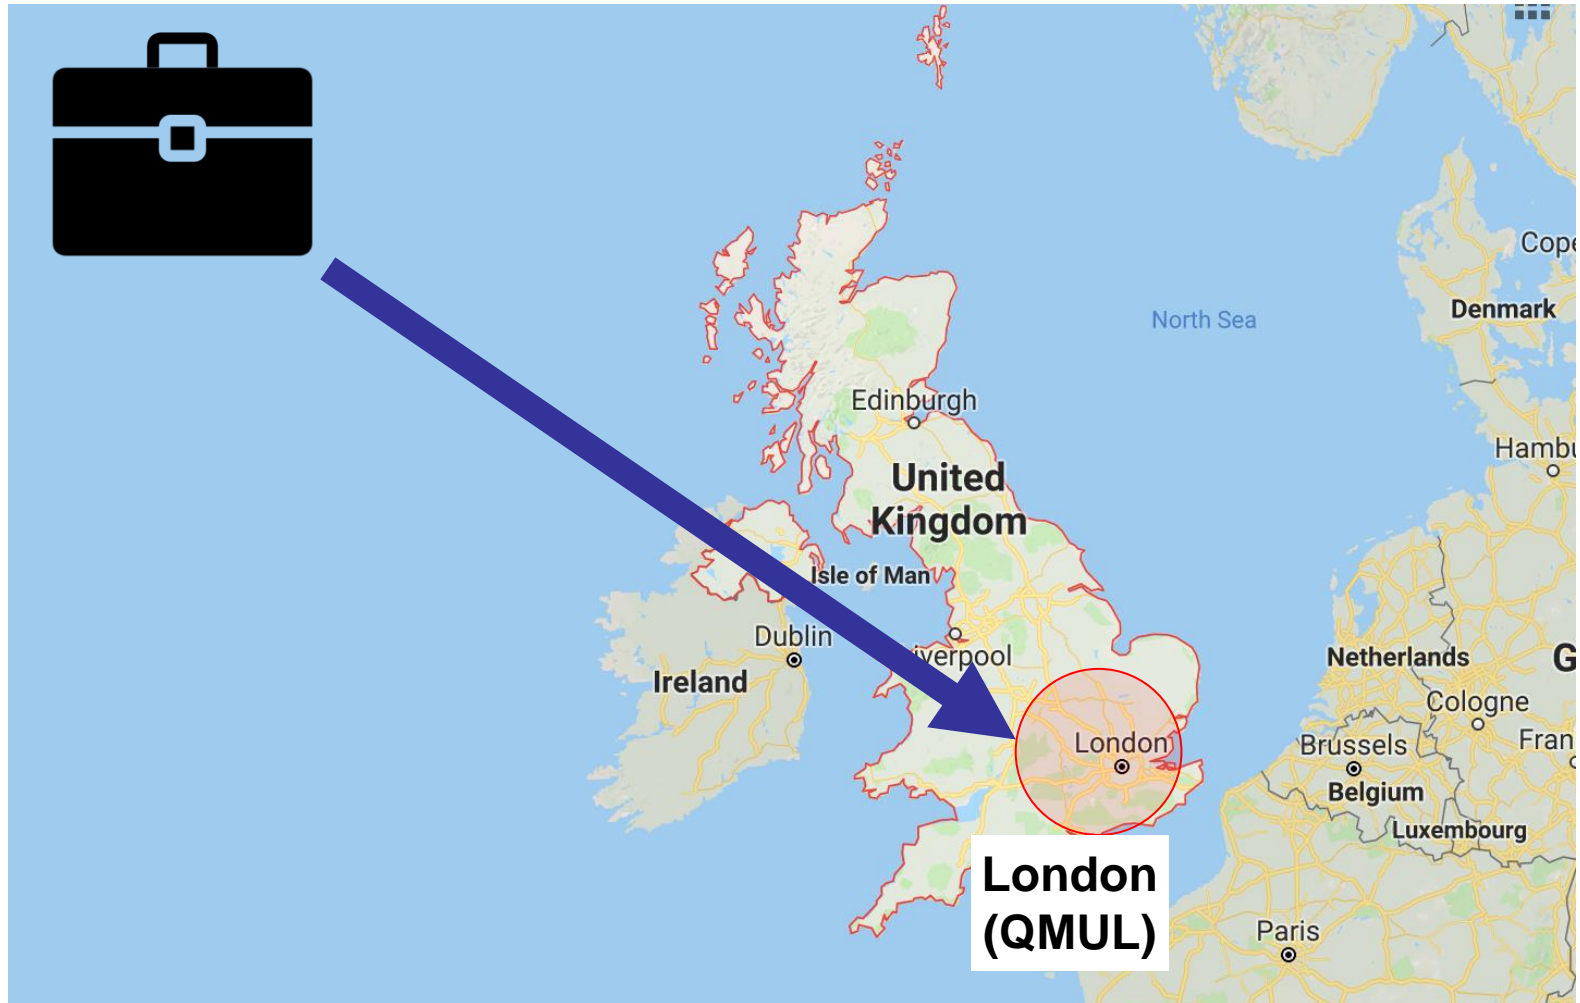 Cope
North Sea
Denmark
Edinburgh
Hambu
United
Kingdom
Isle of Man
Dublin
iverpool
Netherlands
G
Ireland
Cologne
London
Brussels
Fran
Belgium
Luxembourg
London
(QMUL)
Paris